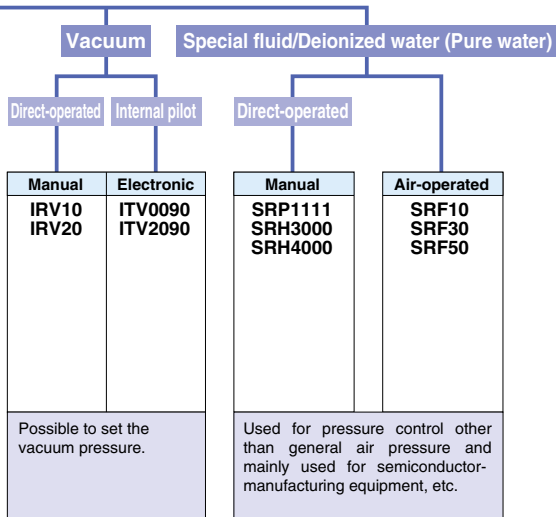 Vacuum
Special fluid/Deionized water (Pure water)
Direct-operated
Internal pilot
Direct-operated
Manual
Electronic
Manual
Air-operated
IRV10
IRV20
ITV0090
ITV2090
SRP1111
SRH3000
SRH4000
SRF10
SRF30
SRF50
Possible to set the
vacuum pressure.
Used for pressure control other
than general air pressure and
mainly used for semiconductor-
manufacturing equipment, etc.